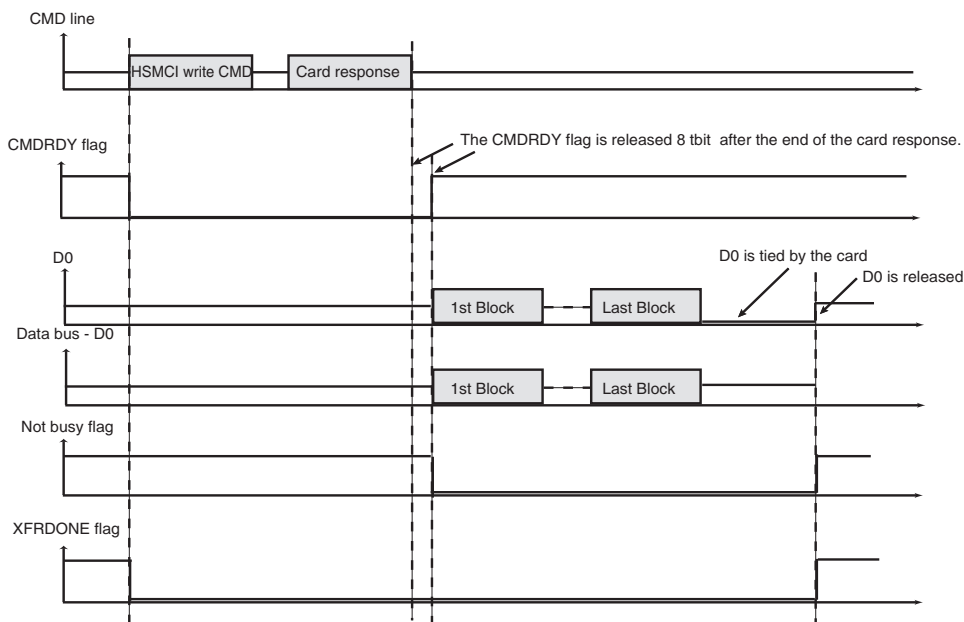 CMD line
HSMCI write CMD
Card response
The CMDRDY flag is released 8 tbit after the end of the card response.
CMDRDY flag
D0
D0 is tied by the card
D0 is released
1st Block
Last Block
Data bus - D0
1st Block
Last Block
Not busy flag
XFRDONE flag